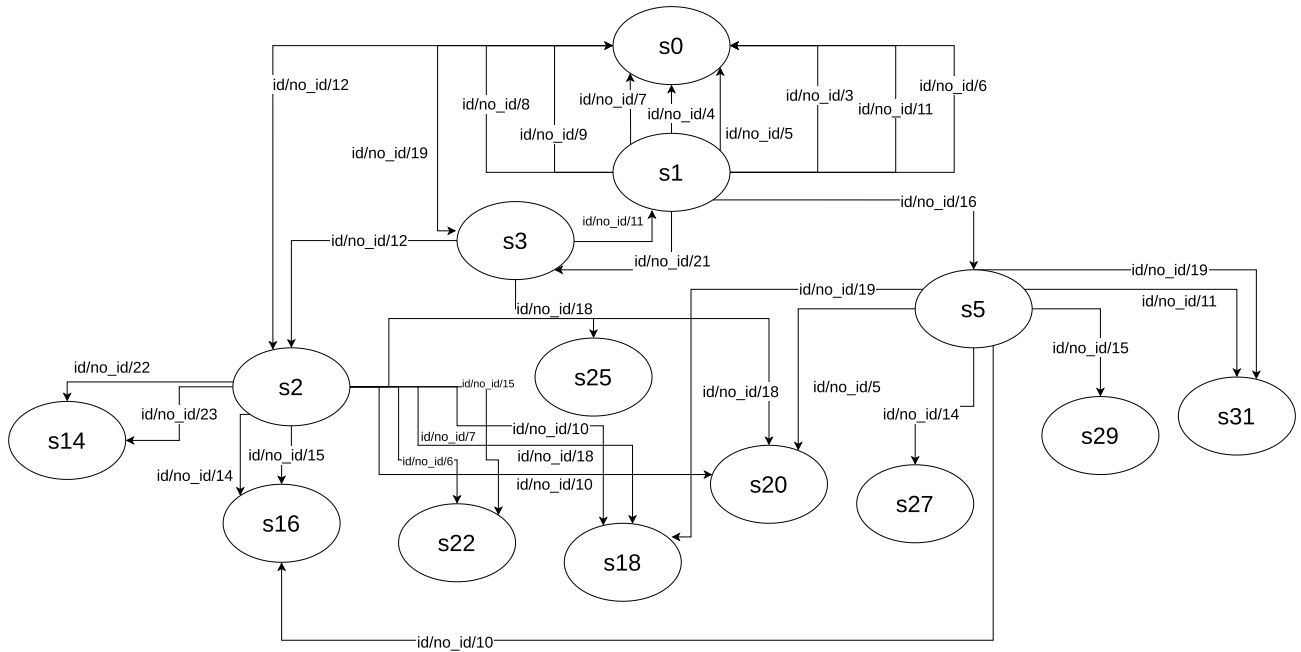 s0
id/no_id/12
id/no_id/6
id/no_id/3
id/no_id/7
id/no_id/8
id/no_id/11
id/no_id/4
id/no_id/9
id/no_id/5
id/no_id/19
s1
id/no_id/16
id/no_id/11
s3
id/no_id/12
id/no_id/21
id/no_id/19
id/no_id/19
id/no_id/11
id/no_id/18
s5
id/no_id/15
id/no_id/22
s2
s25
id/no_id/15
id/no_id/5
id/no_id/18
id/no_id/23
id/no_id/14
s31
id/no_id/10
id/no_id/7
s29
s14
id/no_id/15
id/no_id/18
id/no_id/6
id/no_id/14
id/no_id/10
s20
s27
s16
s22
s18
id/no_id/10